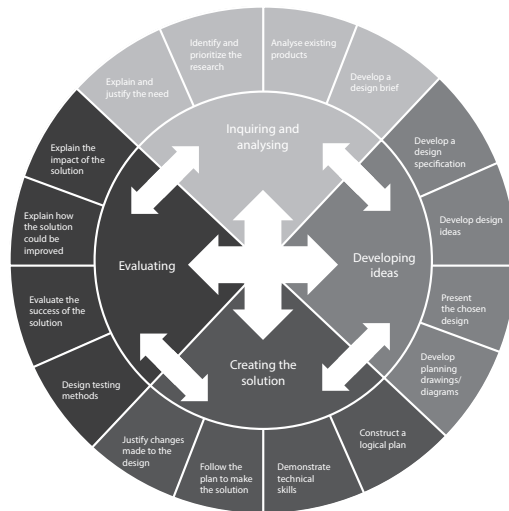 Explain and
justify the need
Identify and
prioritize the
research
Analyse existing
products
Develop a
design brief
Inquiring and
analysing
Develop a
design
specification
Develop design
ideas
Present
the chosen
design
Develop
planning
drawings/
diagrams
Developing
ideas
Construct a
logical plan
Demonstrate
technical
skills
Follow the
plan to make
the solution
Justify changes
made to the
design
Creating the
solution
Design testing
methods
Evaluate the
success of the
solution
Explain how
the solution
could be
improved
Explain the
impact of the
solution
Evaluating